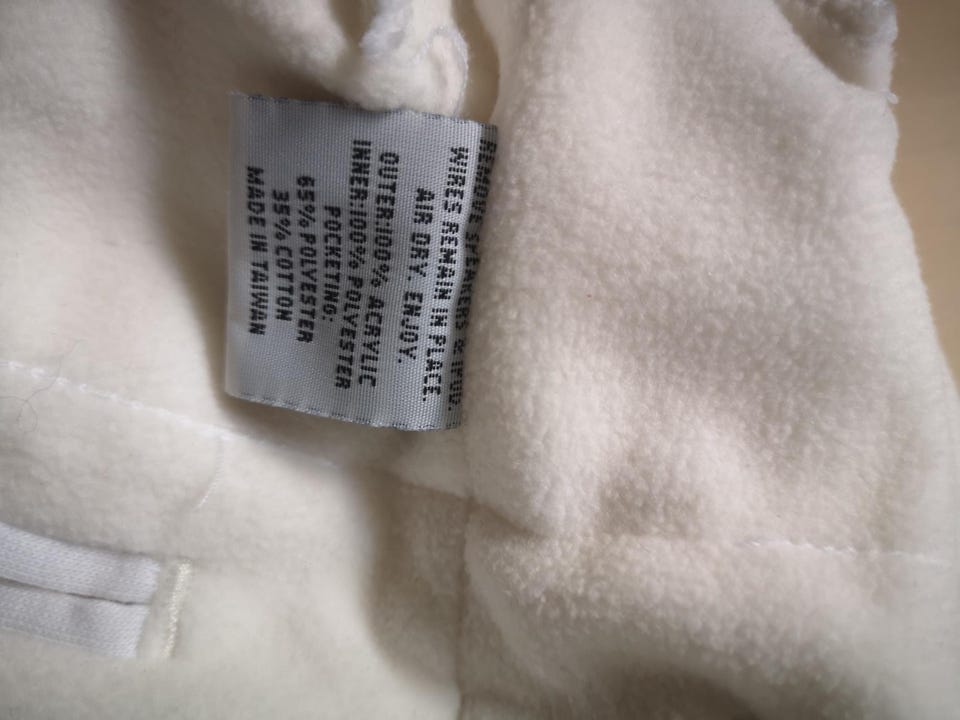 REMOVE SPEAKERS & IPOD.
WIRES REMAIN IN PLACE.
AIR DRY. ENJOY.
OUTER:100% ACRYLIC
INNER:100% POLYESTER
POCKETING:
65% POLYESTER
35% COTTON
MADE IN TAIWAN